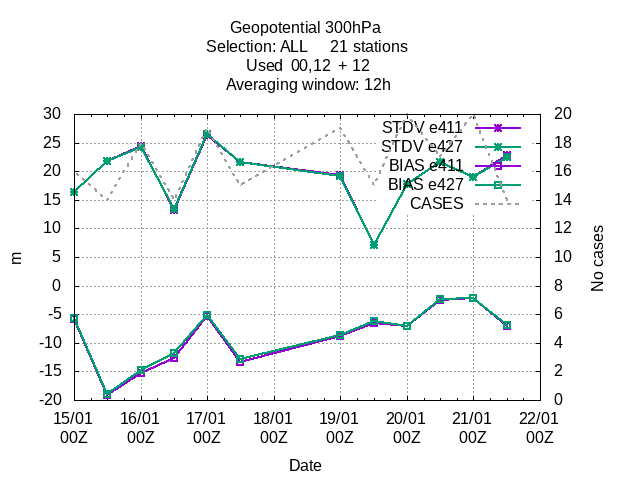 Geopotential 300hPa
Selection: ALL 21 stations
Used 00,12 + 12
Averaging window: 12h
30 20
25 18
20 16
15 14
10 12
5 10
0 8
-5 6
-10 4
-15 2
-20 0
STDV e411
STDV e427
BIAS e411
BIAS e427
CASES
m
No cases
15/01 16/01 17/01 18/01 19/01 20/01 21/01 22/01
00Z 00Z 00Z 00Z 00Z 00Z 00Z 00Z
Date